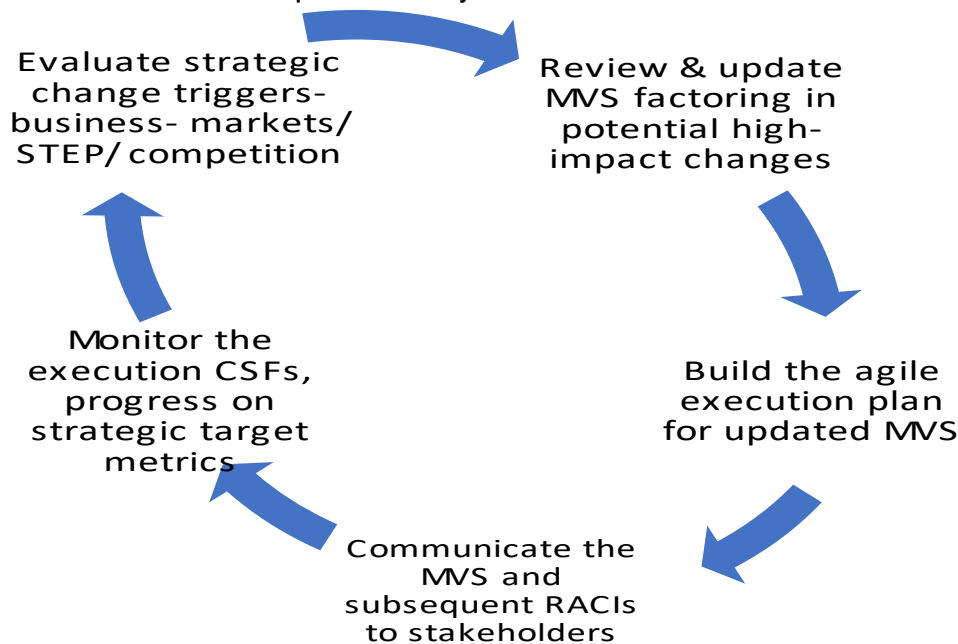 Evaluate strategic
change triggers-
business- markets/
STEP/ competition
Review & update
MVS factoring in
potential high-
impact changes
Build the agile
execution plan
for updated MVS
Communicate the
MVS and
subsequent RACIs
to stakeholders
Monitor the
execution CSFs,
progress on
strategic target
metrics